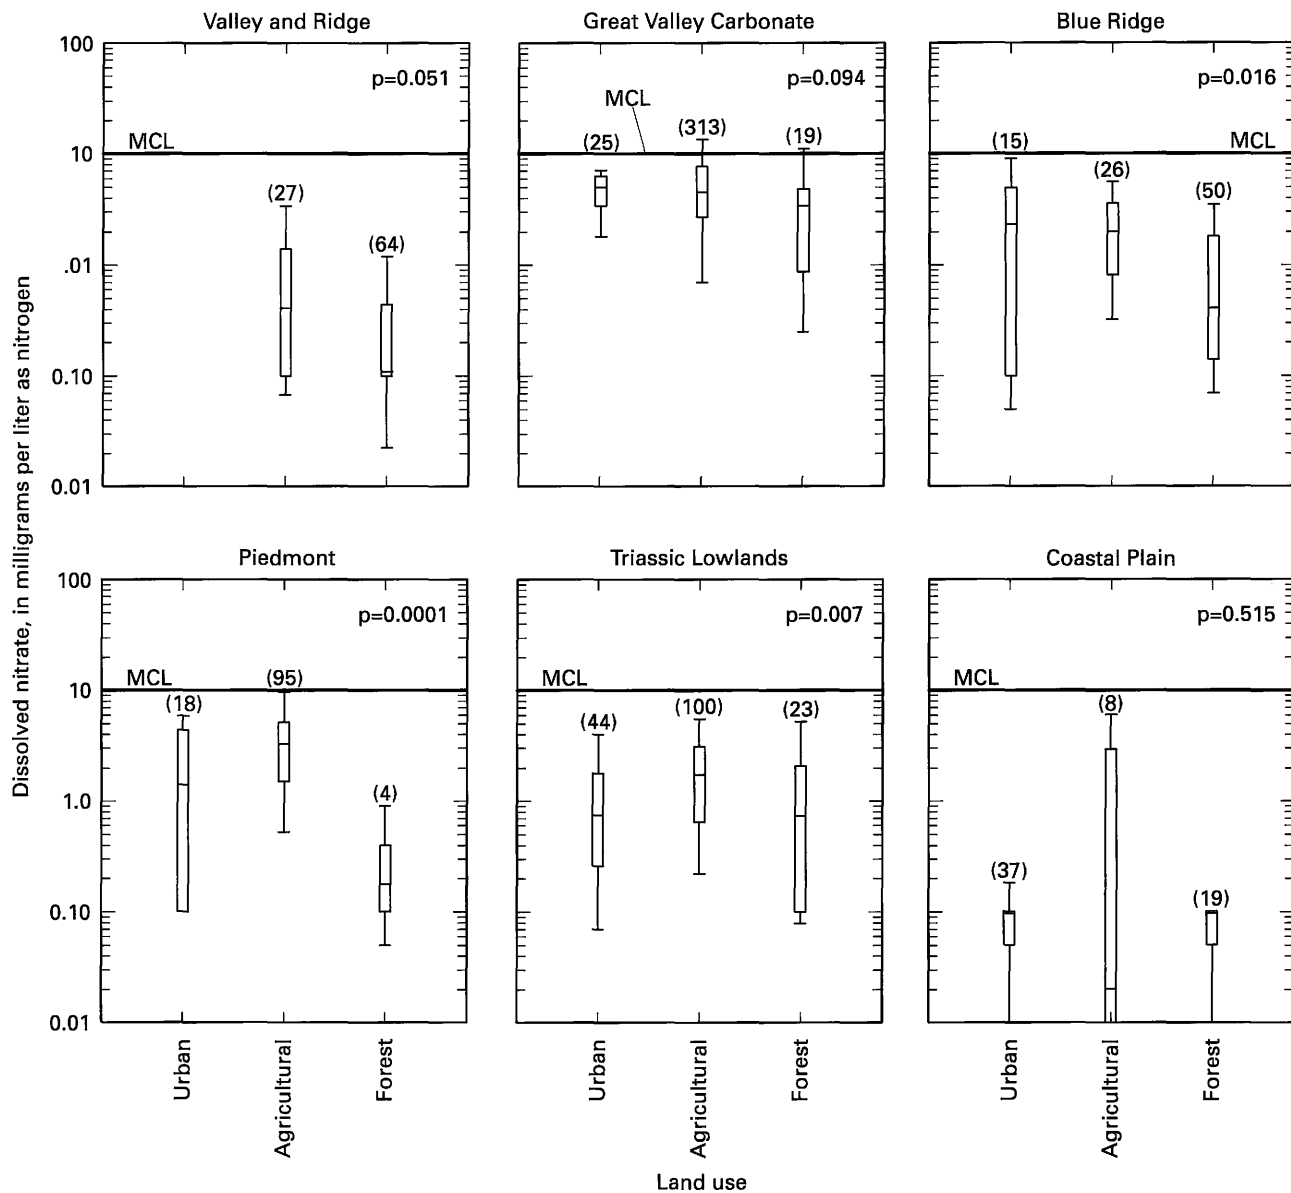 Valley and Ridge
Great Valley Carbonate
Blue Ridge
100
p=0.051
p=0.094
p=0.016
MCL
(25)
(313)
(19)
(15)
MCL
MCL
10
(27)
(64)
(26)
(50)
.01
0.10
0.01
Dissolved nitrate, in milligrams per liter as nitrogen
Piedmont
Triassic Lowlands
Coastal Plain
100
p=0.0001
p=0.007
p=0.515
MCL
MCL
MCL
10
(18)
(95)
(4)
(44)
(100)
(23)
(37)
(8)
(19)
1.0
0.10
0.01
Urban
Agricultural
Forest
Urban
Agricultural
Forest
Urban
Agricultural
Forest
Land use